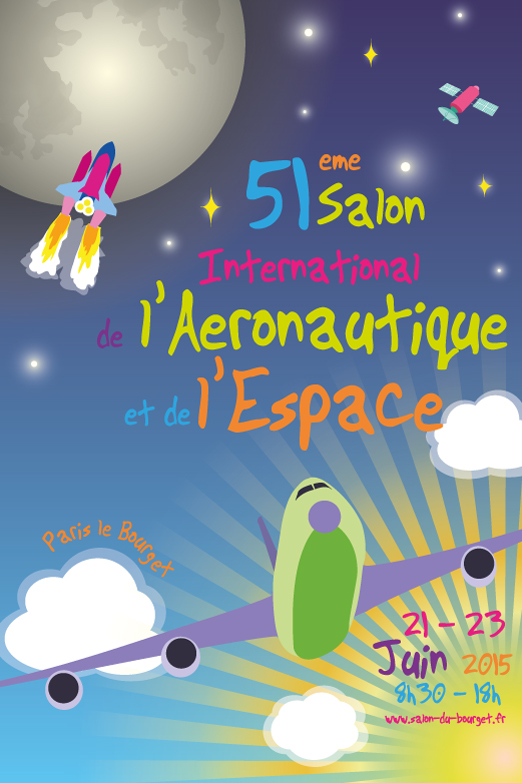 51eme Salon
International
de l'Aeronautique
et de l'Espace
Paris le Bourget
21 - 23
Juin 2015
8h30 - 18h
www.salon-du-bourget.fr